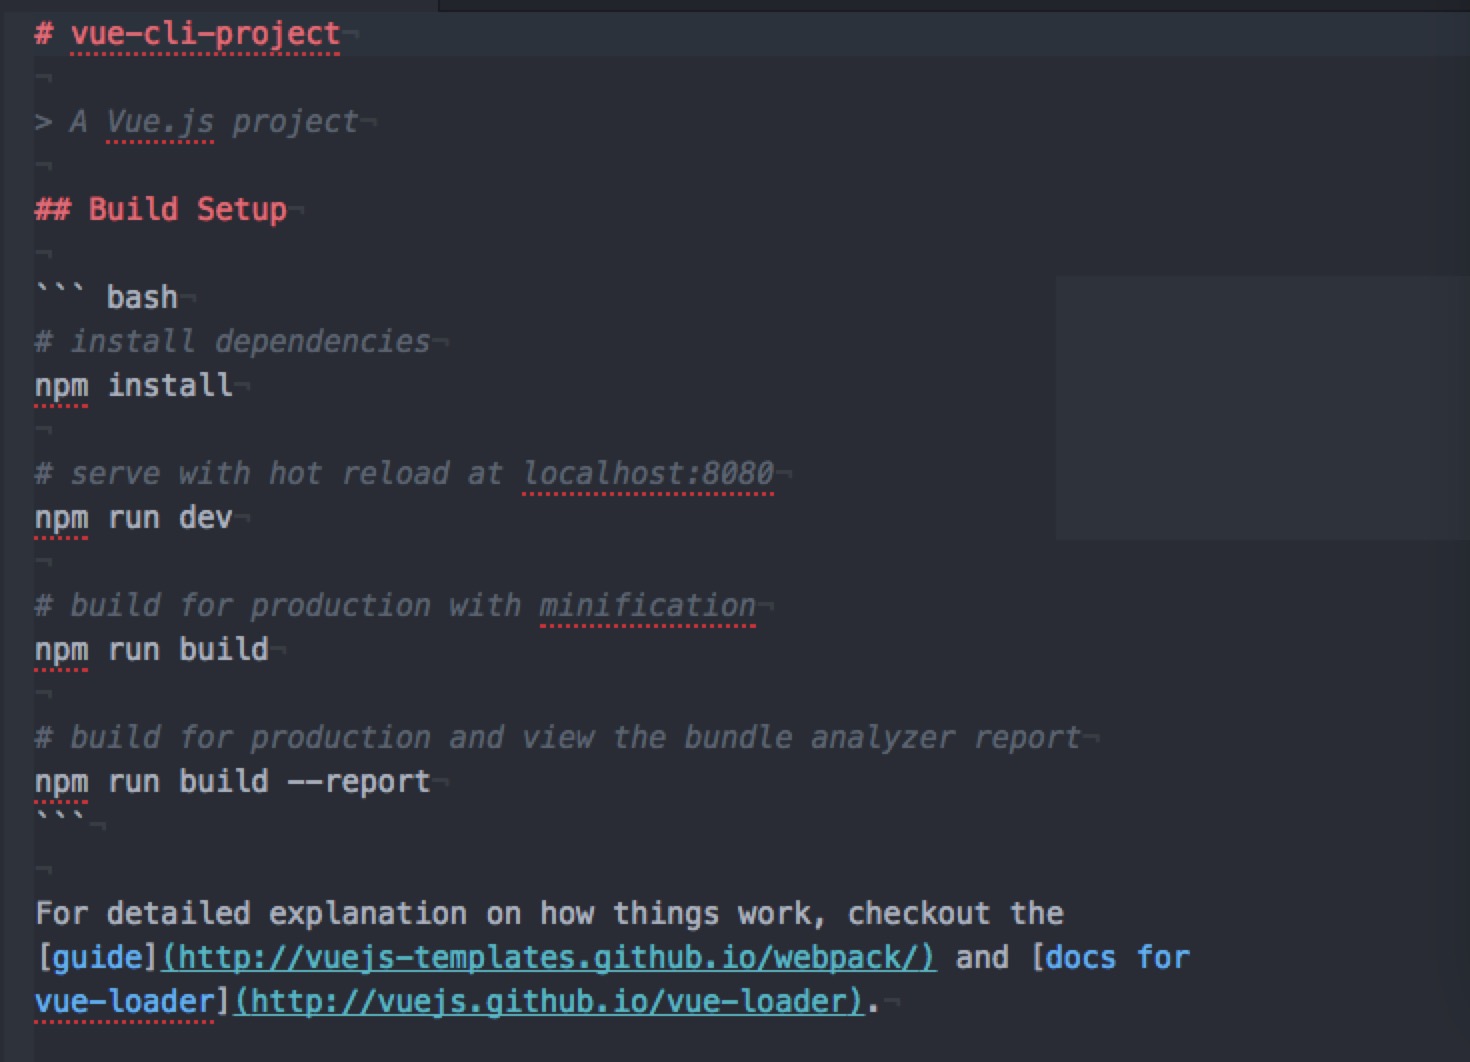 # vue-cli-project¬
¬
> A Vue.js project¬
¬
## Build Setup¬
¬
``` bash¬
# install dependencies¬
npm install¬
¬
# serve with hot reload at localhost:8080¬
npm run dev¬
¬
# build for production with minification¬
npm run build¬
¬
# build for production and view the bundle analyzer report¬
npm run build --report¬
```¬
¬
For detailed explanation on how things work, checkout the
[guide](http://vuejs-templates.github.io/webpack/) and [docs for
vue-loader](http://vuejs.github.io/vue-loader).¬